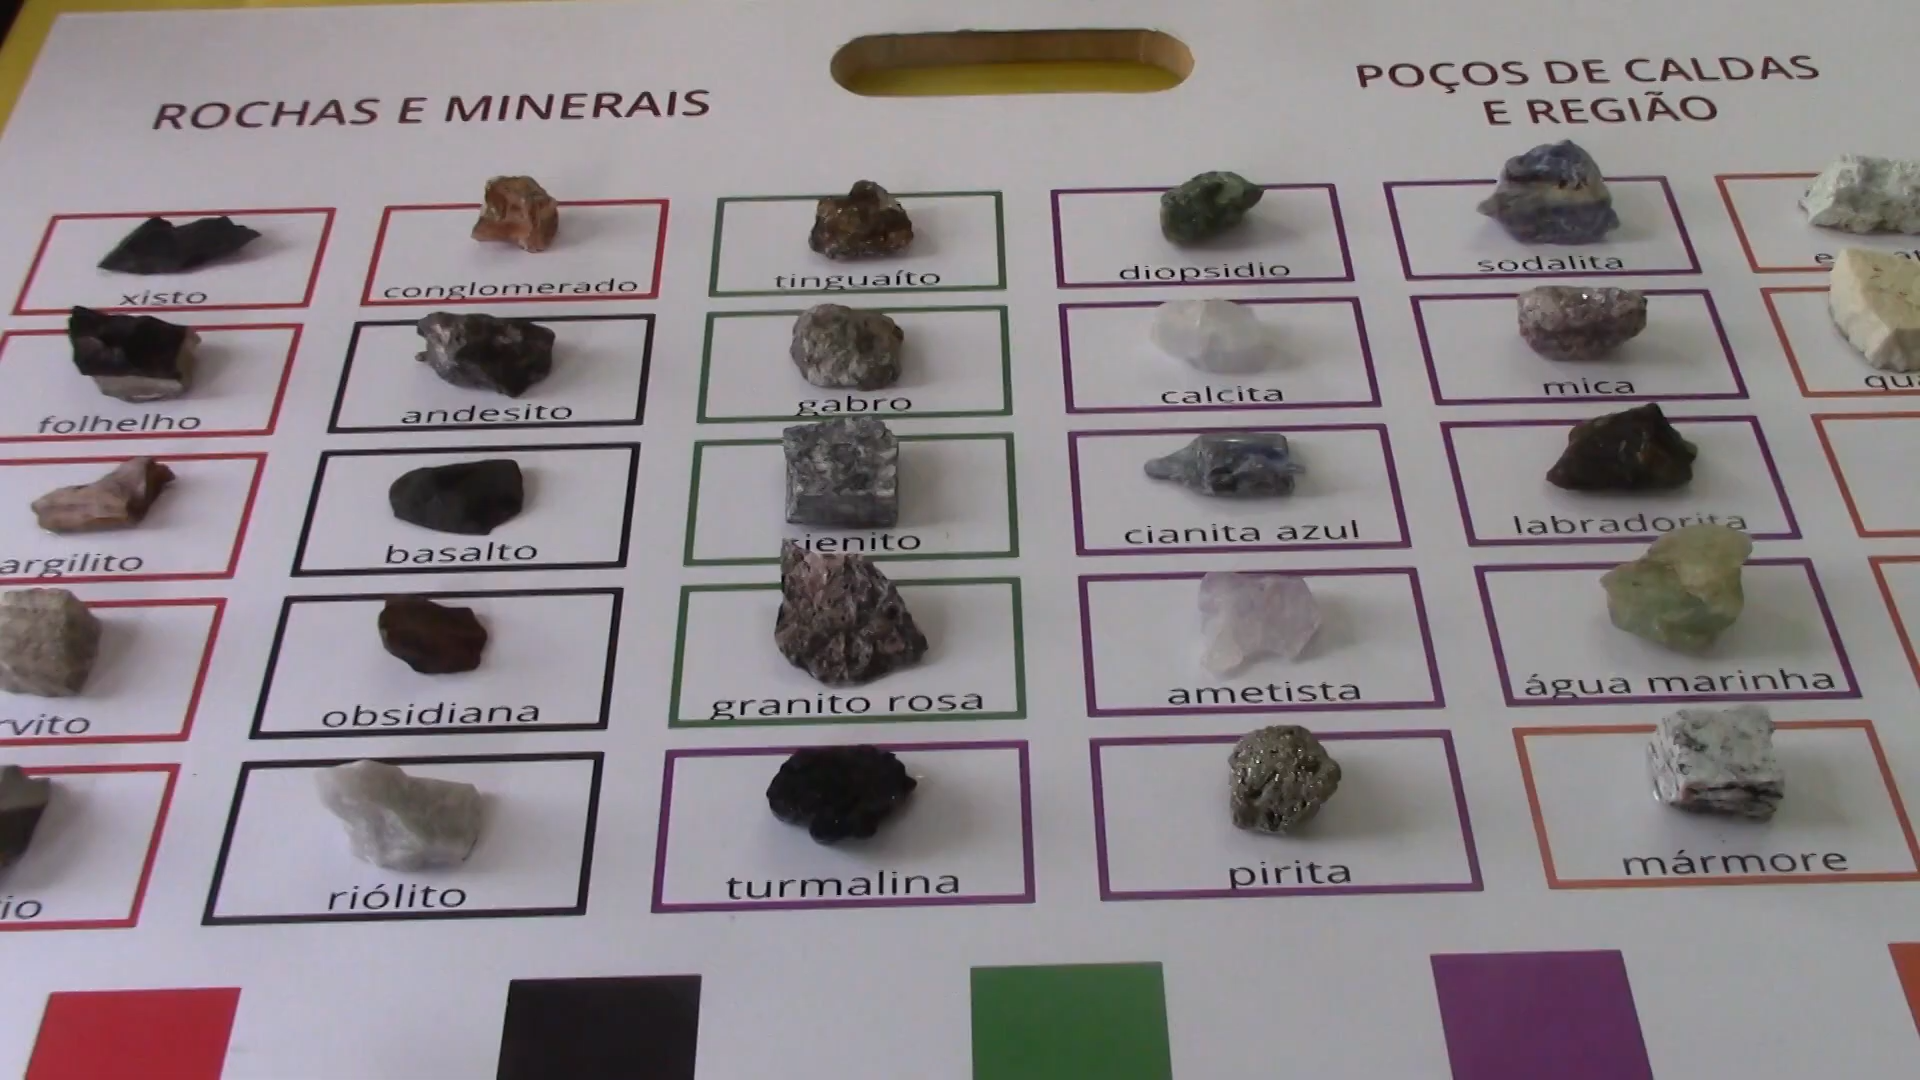 ROCHAS E MINERAIS
POÇOS DE CALDAS
E REGIÃO
xisto
conglomerado
tinguaíto
diopsidio
sodalita
folhelho
andesito
gabro
calcita
mica
argilito
basalto
sienito
cianita azul
labradorita
obsidiana
granito rosa
ametista
água marinha
riólito
turmalina
pirita
mármore